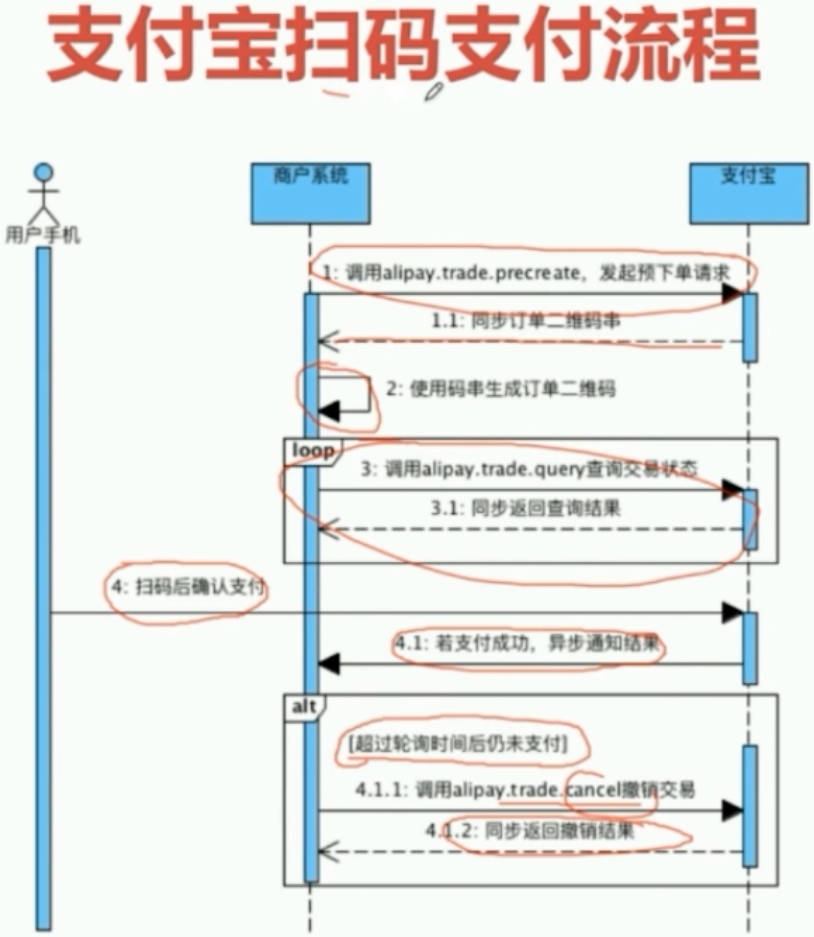 支付宝扫码支付流程
用户手机
商户系统
支付宝
1: 调用alipay.trade.precreate，发起预下单请求
1.1: 同步订单二维码串
2: 使用码串生成订单二维码
loop
3: 调用alipay.trade.query查询交易状态
3.1: 同步返回查询结果
4: 扫码后确认支付
4.1: 若支付成功，异步通知结果
alt
[超过轮询时间后仍未支付]
4.1.1: 调用alipay.trade.cancel撤销交易
4.1.2: 同步返回撤销结果